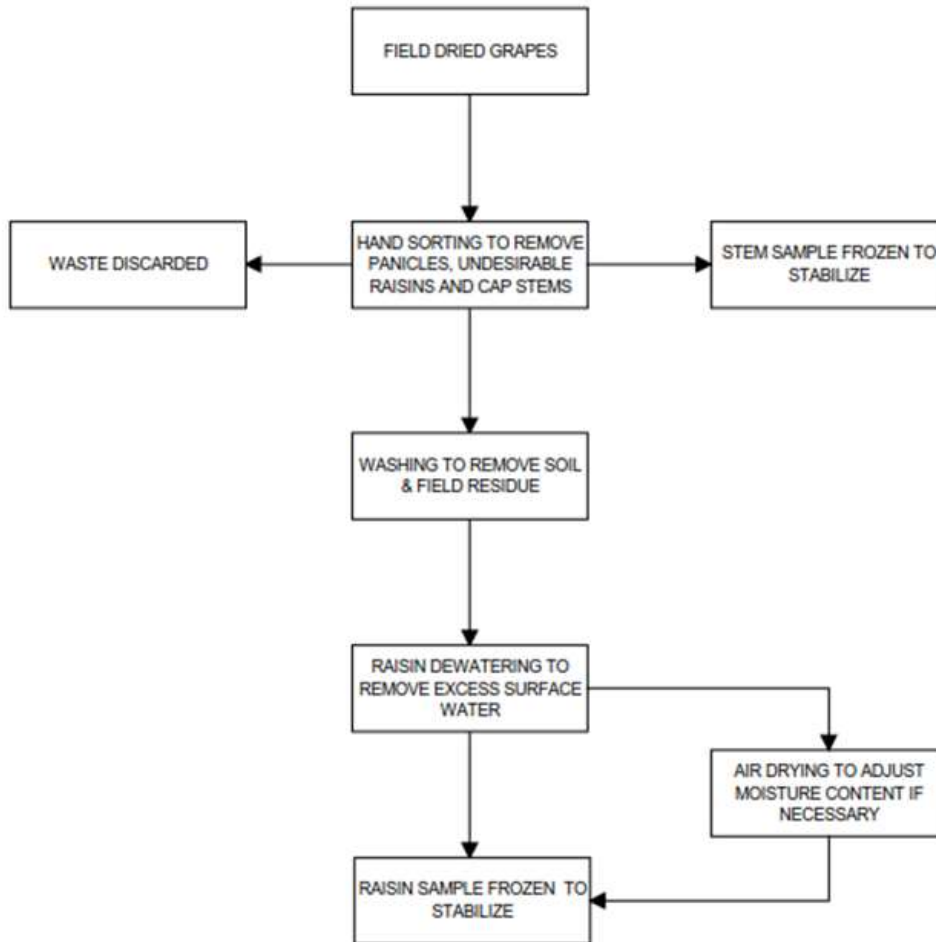 FIELD DRIED GRAPES
WASTE DISCARDED
HAND SORTING TO REMOVE
PANICLES, UNDESIRABLE
RAISINS AND CAP STEMS
STEM SAMPLE FROZEN TO
STABILIZE
WASHING TO REMOVE SOIL
& FIELD RESIDUE
RAISIN DEWATERING TO
REMOVE EXCESS SURFACE
WATER
AIR DRYING TO ADJUST
MOISTURE CONTENT IF
NECESSARY
RAISIN SAMPLE FROZEN TO
STABILIZE